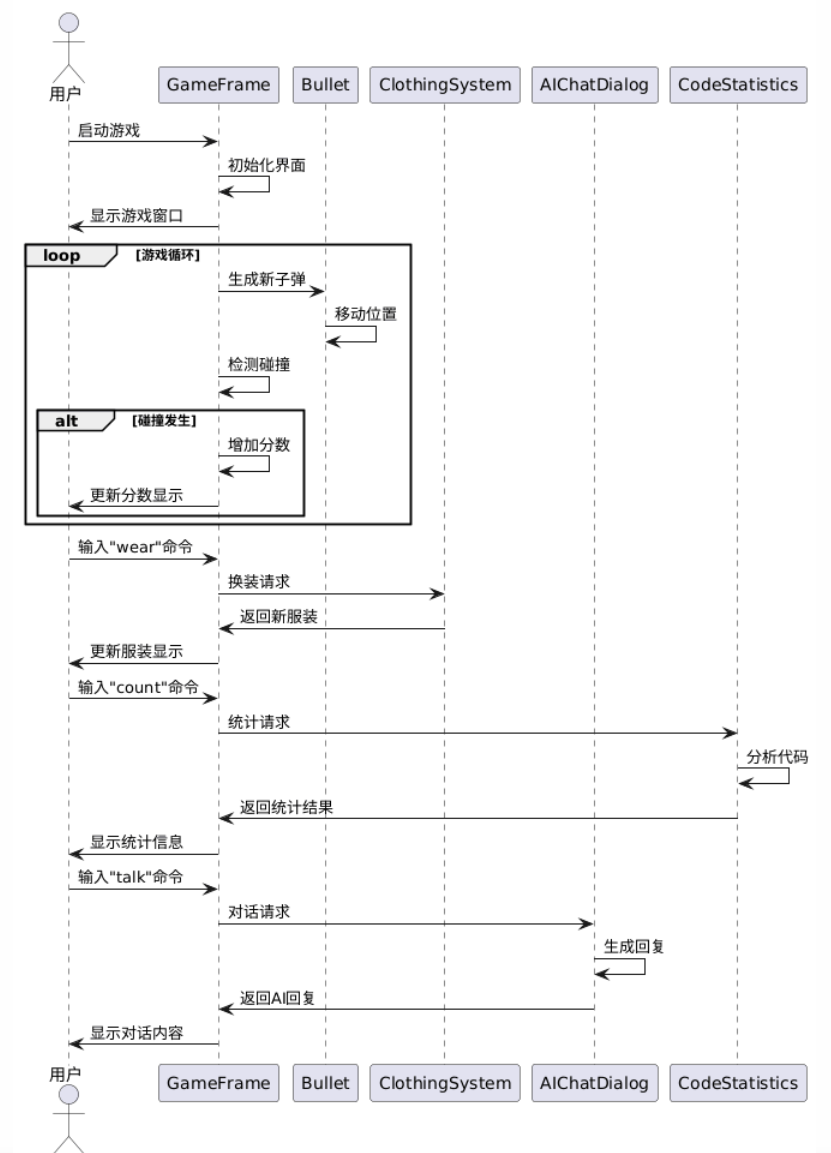 用户
GameFrame
Bullet
ClothingSystem
AIChatDialog
CodeStatistics
启动游戏
初始化界面
显示游戏窗口
loop
[游戏循环]
生成新子弹
移动位置
检测碰撞
alt
[碰撞发生]
增加分数
更新分数显示
输入"wear"命令
换装请求
返回新服装
更新服装显示
输入"count"命令
统计请求
分析代码
返回统计结果
显示统计信息
输入"talk"命令
对话请求
生成回复
返回AI回复
显示对话内容
用户
GameFrame
Bullet
ClothingSystem
AIChatDialog
CodeStatistics